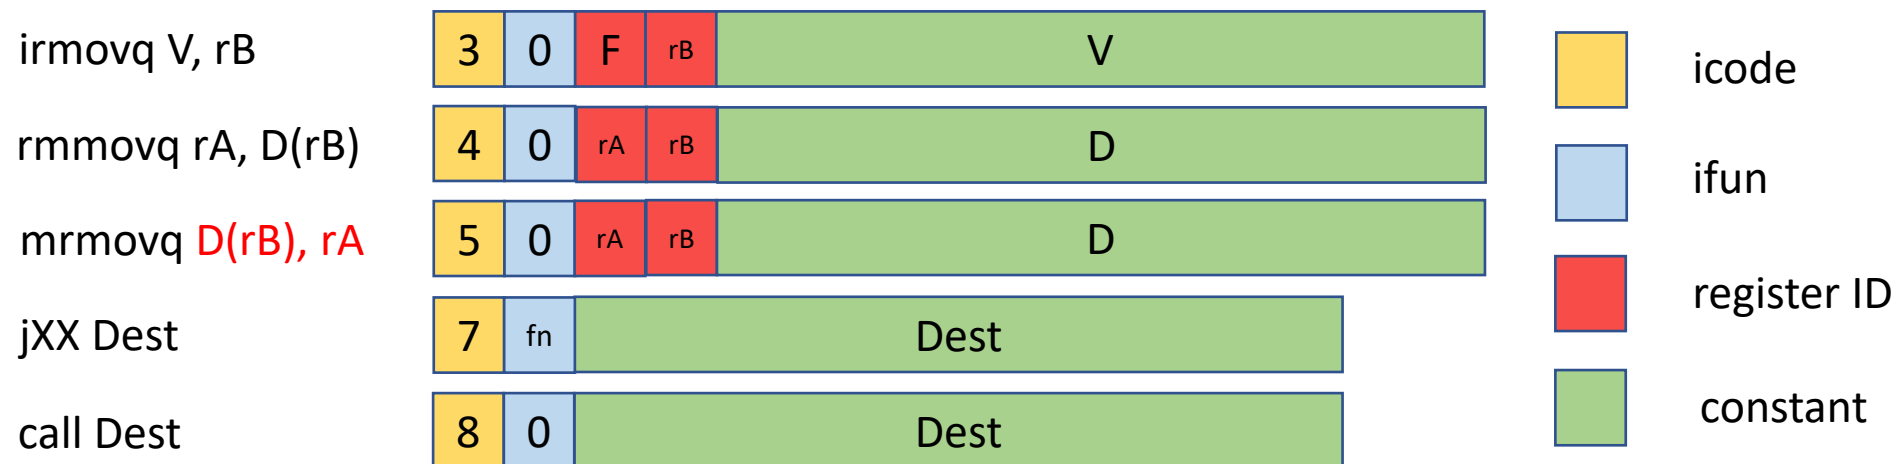 irmovq V, rB 3 0 F rB V
icode
rmmovq rA, D(rB) 4 0 rA rB D
ifun
mrmovq D(rB), rA 5 0 rA rB D
register ID
jXX Dest 7 fn Dest
constant
call Dest 8 0 Dest